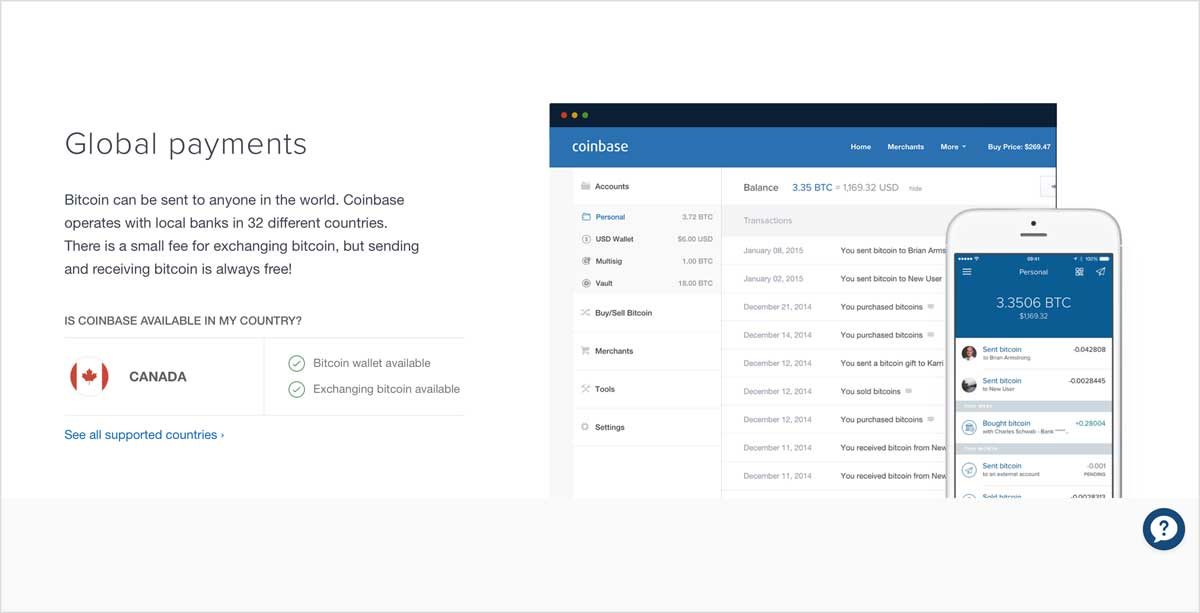 Global payments
Bitcoin can be sent to anyone in the world. Coinbase
operates with local banks in 32 different countries.
There is a small fee for exchanging bitcoin, but sending
and receiving bitcoin is always free!
IS COINBASE AVAILABLE IN MY COUNTRY?
CANADA
Bitcoin wallet available
Exchanging bitcoin available
See all supported countries ›
coinbase
Home Merchants More Buy Price: $269.47
Accounts
Personal 3.72 BTC
USD Wallet $6.00 USD
Multisig 1.00 BTC
Vault 18.00 BTC
Buy/Sell Bitcoin
Merchants
Tools
Settings
Balance 3.35 BTC = 1,169.32 USD hide
Transactions
January 08, 2015 You sent bitcoin to Brian Arms
January 02, 2015 You sent bitcoin to New User
December 21, 2014 You purchased bitcoins
December 14, 2014 You purchased bitcoins
December 12, 2014 You sent a bitcoin gift to Karri
December 12, 2014 You sold bitcoins
December 12, 2014 You purchased bitcoins
December 11, 2014 You received bitcoin from New
December 11, 2014 You received bitcoin from New
09:41 100%
Personal
3.3506 BTC
$1,169.32
Sent bitcoin -0.042808
to Brian Armstrong
Sent bitcoin -0.0028445
to New User
Bought bitcoin +0.28004
with Charles Schwab - Bank ****...
Sent bitcoin -0.001
to an external account PENDING
Sold bitcoin -0.0028313
?